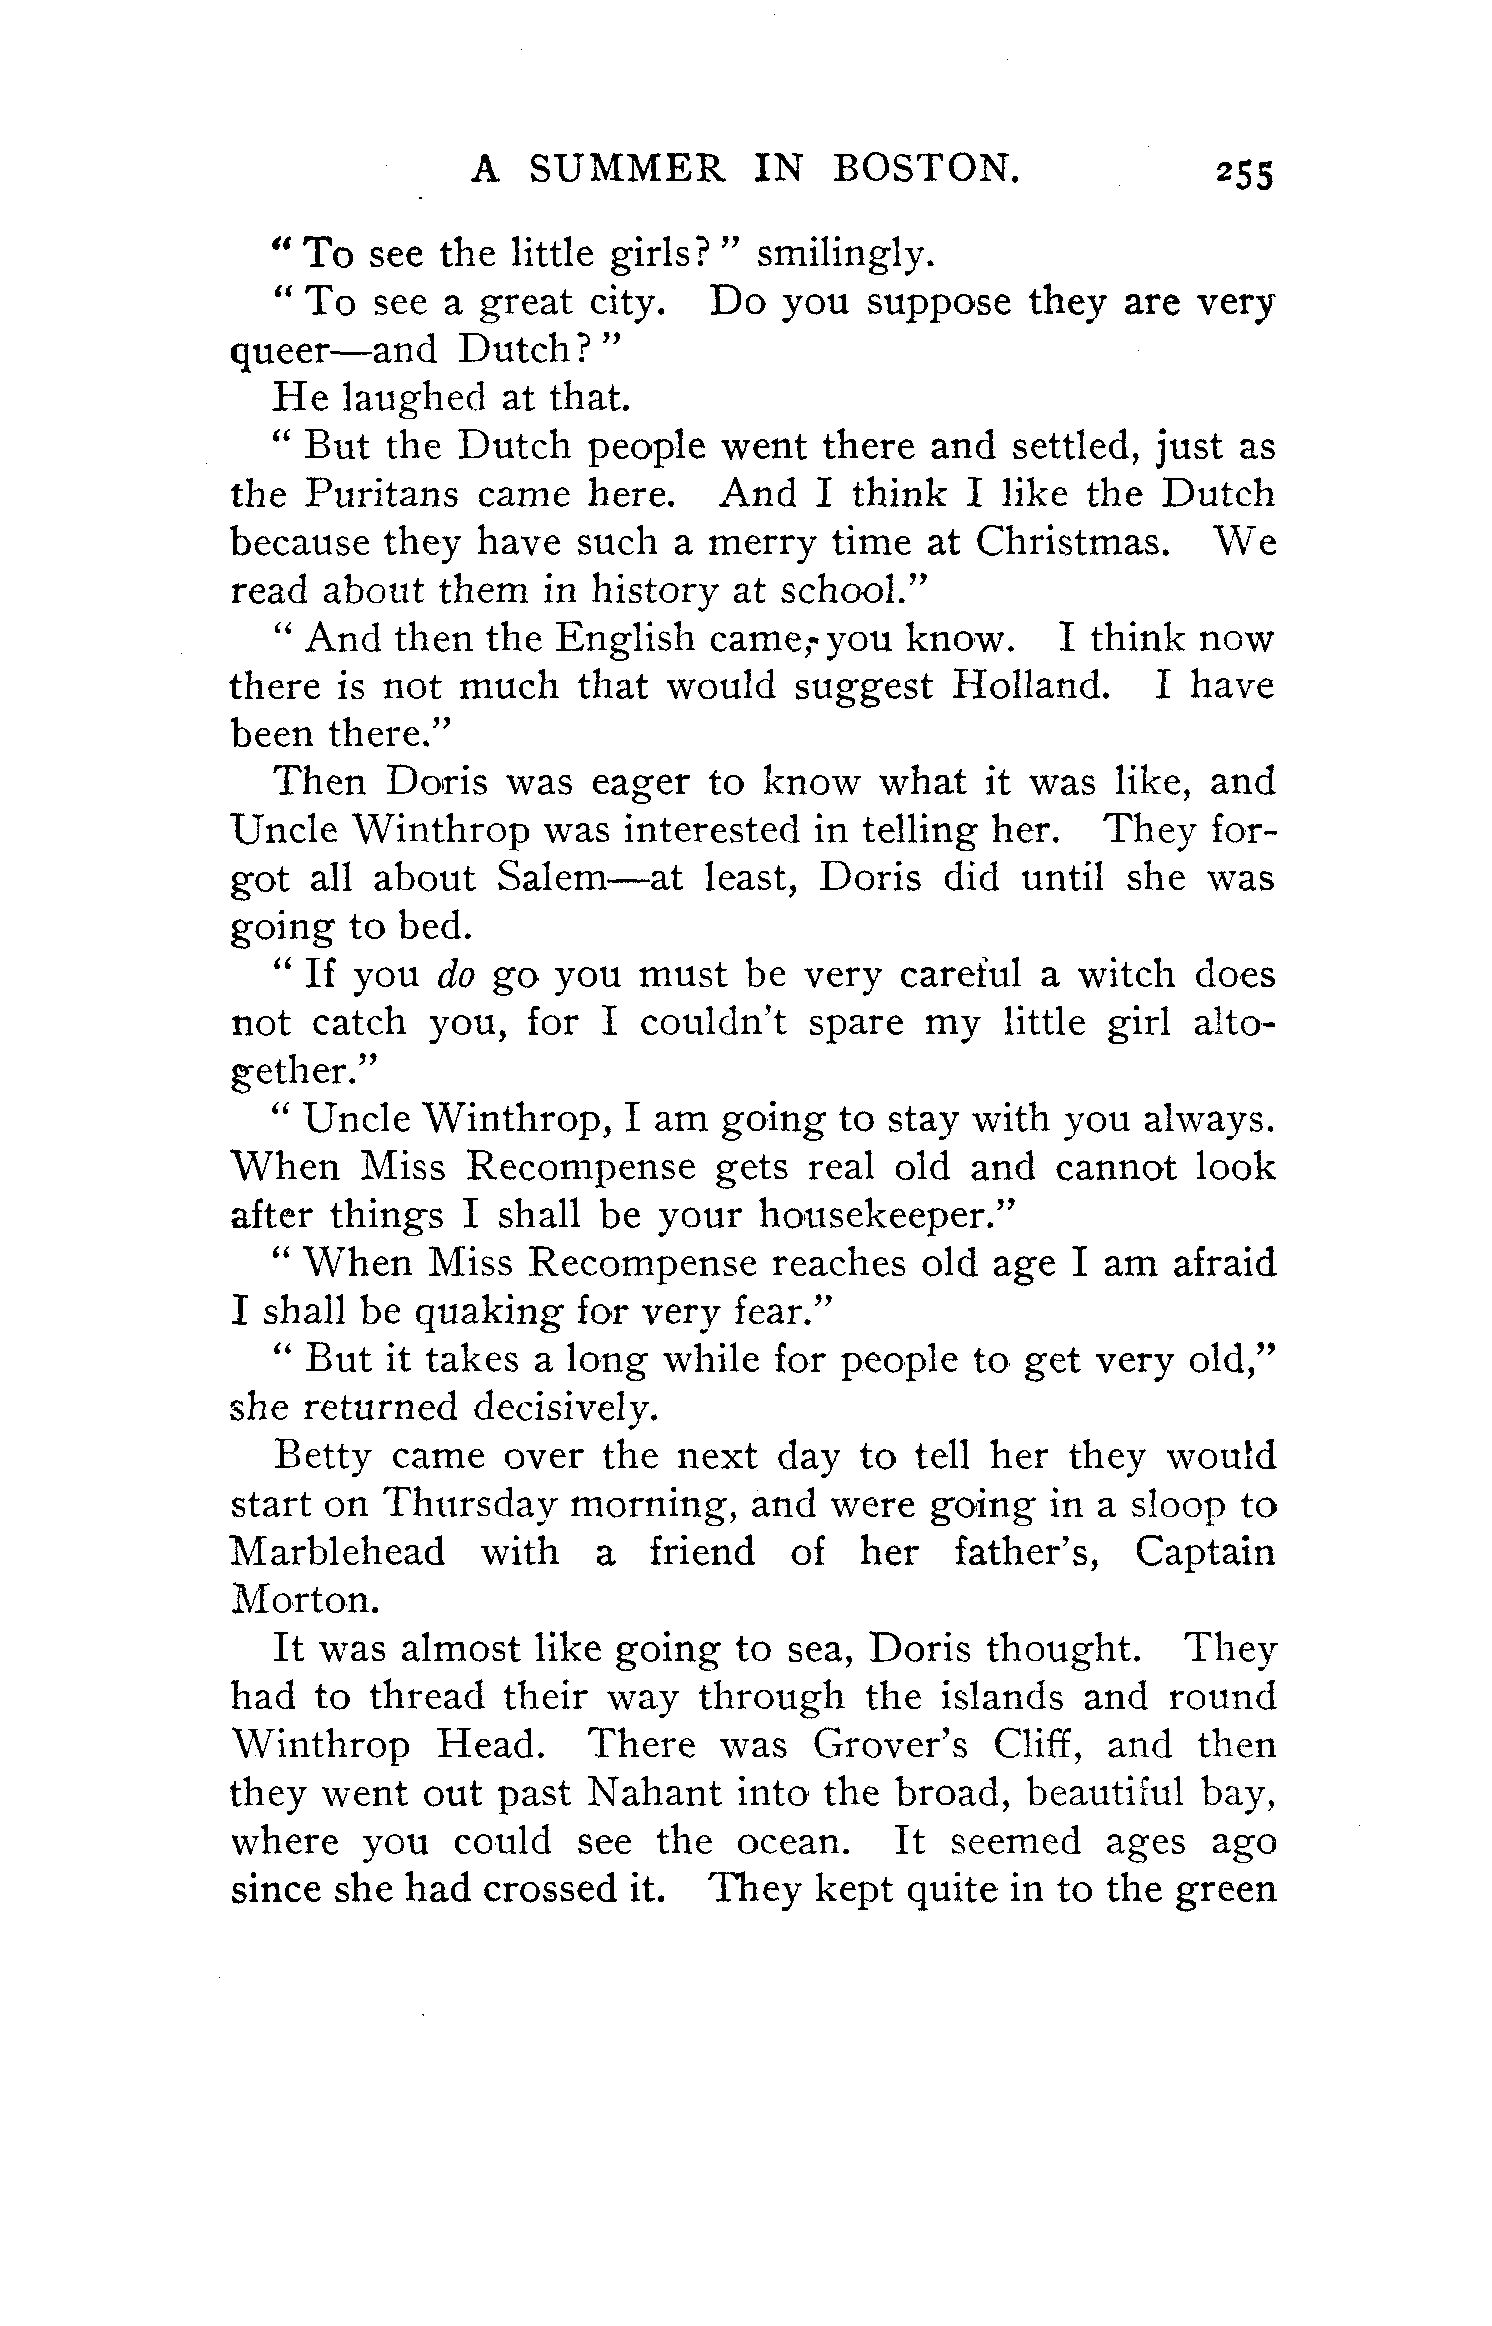 A SUMMER IN BOSTON. 255
" To see the little girls? " smilingly.
" To see a great city. Do you suppose they are very
queer—and Dutch? "
He laughed at that.
" But the Dutch people went there and settled, just as
the Puritans came here. And I think I like the Dutch
because they have such a merry time at Christmas. We
read about them in history at school."
" And then the English came, you know. I think now
there is not much that would suggest Holland. I have
been there."
Then Doris was eager to know what it was like, and
Uncle Winthrop was interested in telling her. They for-
got all about Salem—at least, Doris did until she was
going to bed.
" If you do go you must be very careful a witch does
not catch you, for I couldn't spare my little girl alto-
gether."
" Uncle Winthrop, I am going to stay with you always.
When Miss Recompense gets real old and cannot look
after things I shall be your housekeeper."
" When Miss Recompense reaches old age I am afraid
I shall be quaking for very fear."
" But it takes a long while for people to get very old,"
she returned decisively.
Betty came over the next day to tell her they would
start on Thursday morning, and were going in a sloop to
Marblehead with a friend of her father's, Captain
Morton.
It was almost like going to sea, Doris thought. They
had to thread their way through the islands and round
Winthrop Head. There was Grover's Cliff, and then
they went out past Nahant into the broad, beautiful bay,
where you could see the ocean. It seemed ages ago
since she had crossed it. They kept quite in to the green